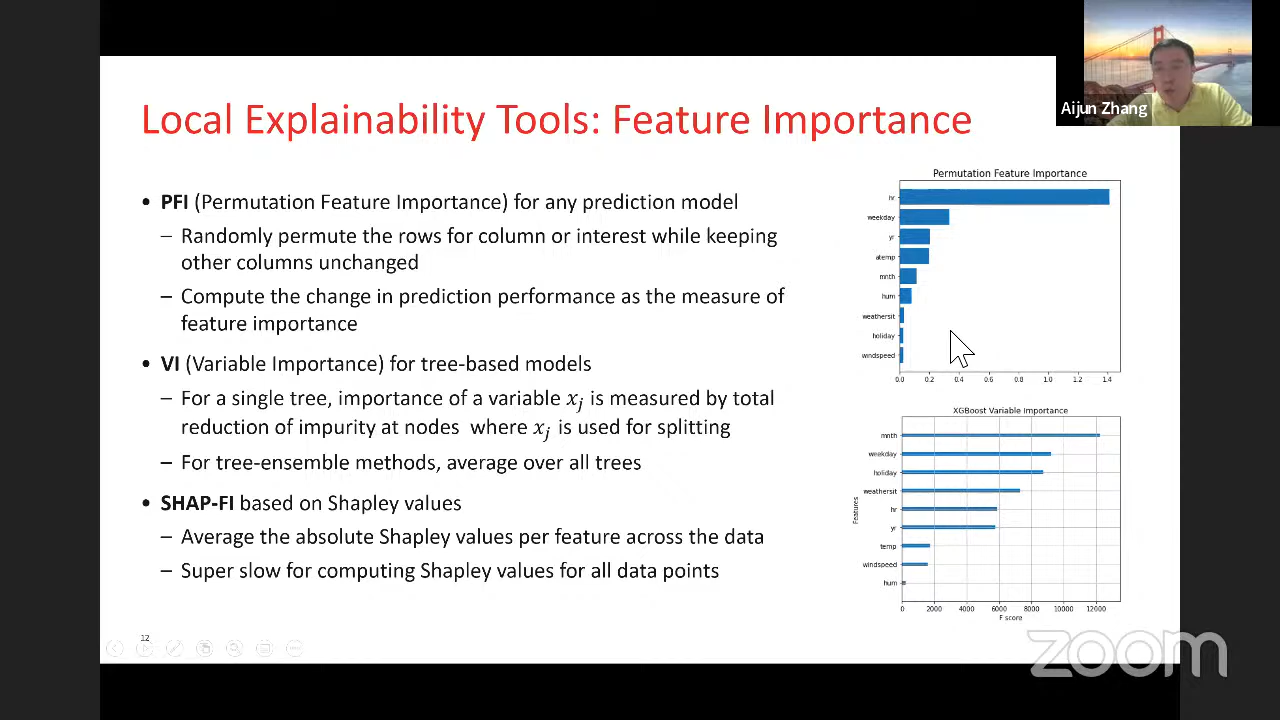 Aijun Zhang
Local Explainability Tools: Feature Importance
• PFI (Permutation Feature Importance) for any prediction model
– Randomly permute the rows for column or interest while keeping
other columns unchanged
– Compute the change in prediction performance as the measure of
feature importance
• VI (Variable Importance) for tree-based models
– For a single tree, importance of a variable xj is measured by total
reduction of impurity at nodes where xj is used for splitting
– For tree-ensemble methods, average over all trees
• SHAP-FI based on Shapley values
– Average the absolute Shapley values per feature across the data
– Super slow for computing Shapley values for all data points
12
Permutation Feature Importance
hr
weekday
yr
atemp
mnth
hum
weathersit
holiday
windspeed
0.0 0.2 0.4 0.6 0.8 1.0 1.2 1.4
XGBoost Variable Importance
Features
mnth
weekday
holiday
weathersit
hr
yr
temp
windspeed
hum
0 2000 4000 6000 8000 10000 12000
F score
zoom